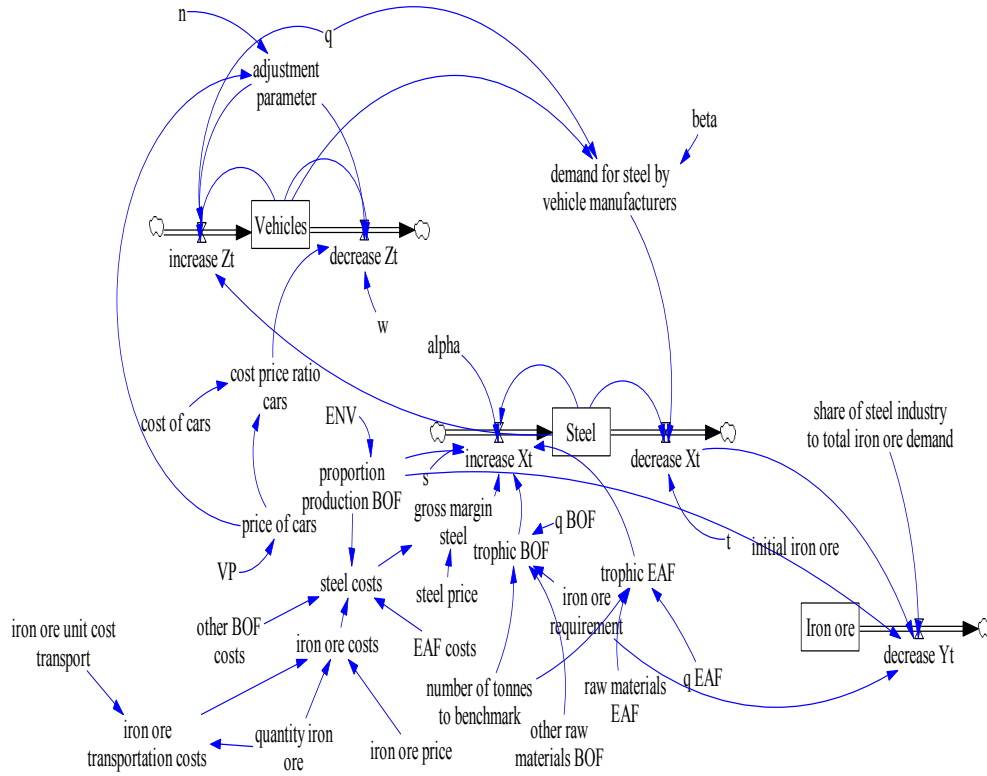 n
q
adjustment
parameter
beta
demand for steel by
vehicle manufacturers
Vehicles
increase Zt
decrease Zt
w
alpha
cost price ratio
cars
cost of cars
ENV
share of steel industry
to total iron ore demand
Steel
increase Xt
decrease Xt
proportion
production BOF
s
gross margin
steel
price of cars
q BOF
trophic BOF
t
initial iron ore
VP
steel costs
steel price
trophic EAF
iron ore
requirement
Iron ore
decrease Yt
other BOF
costs
iron ore unit cost
transport
iron ore costs
EAF costs
number of tonnes
to benchmark
raw materials
EAF
q EAF
iron ore
transportation costs
quantity iron
ore
iron ore price
other raw
materials BOF